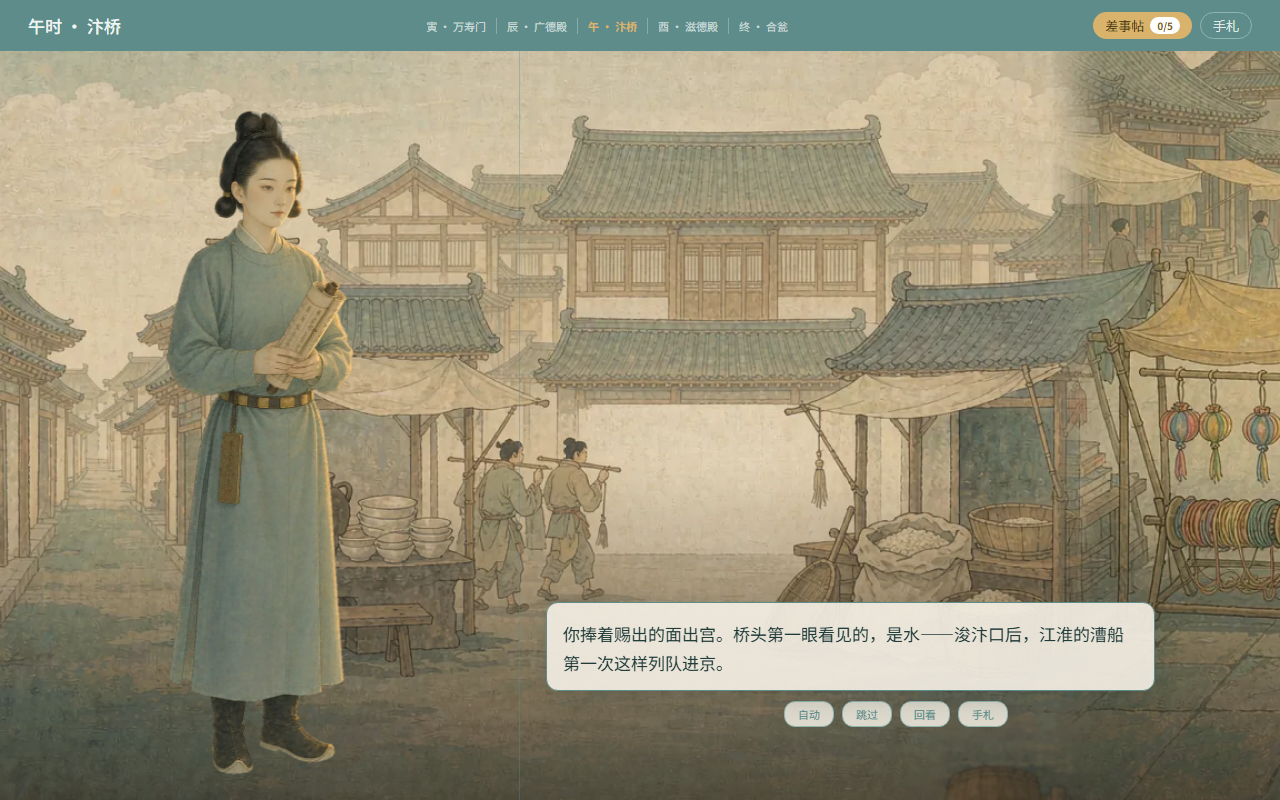 午时 · 汴桥
寅 · 万寿门
辰 · 广德殿
午 · 汴桥
酉 · 滋德殿
终 · 合瓮
差事帖 0/5
手札
你捧着赐出的面出宫。桥头第一眼看见的，是水——浚汴口后，江淮的漕船
第一次这样列队进京。
自动
跳过
回看
手札